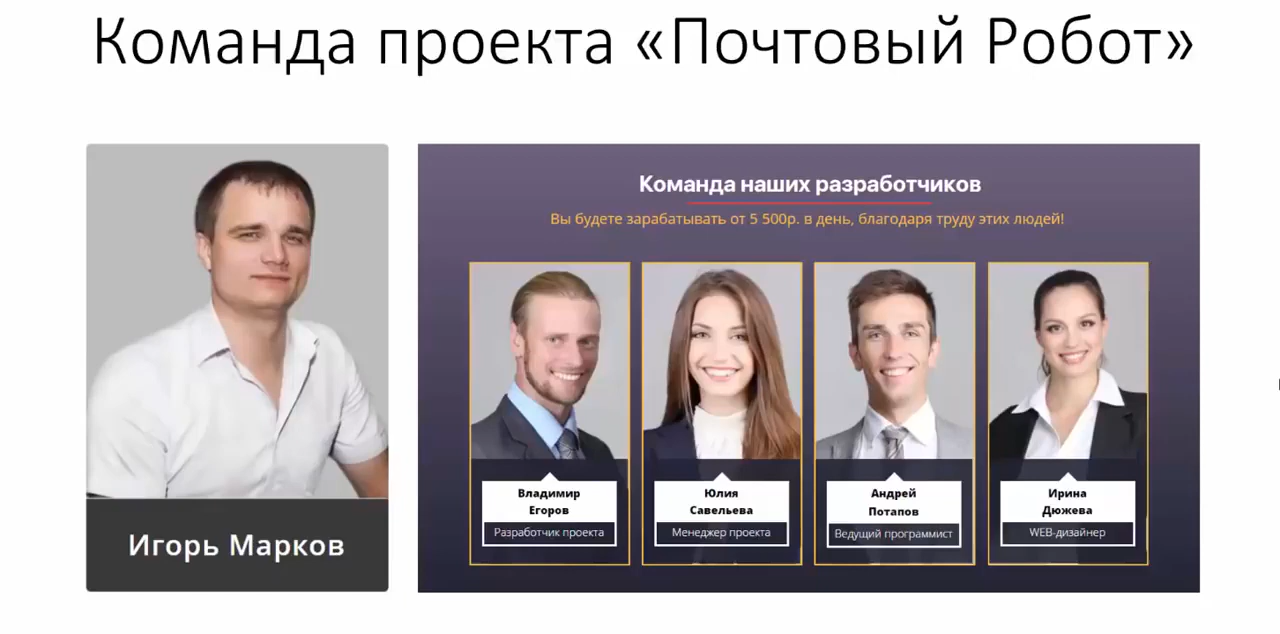 Команда проекта «Почтовый Робот»
Игорь Марков
Команда наших разработчиков
Вы будете зарабатывать от 5 500р. в день, благодаря труду этих людей!
Владимир
Егоров
Разработчик проекта
Юлия
Савельева
Менеджер проекта
Андрей
Потапов
Ведущий программист
Ирина
Дюжева
WEB-дизайнер